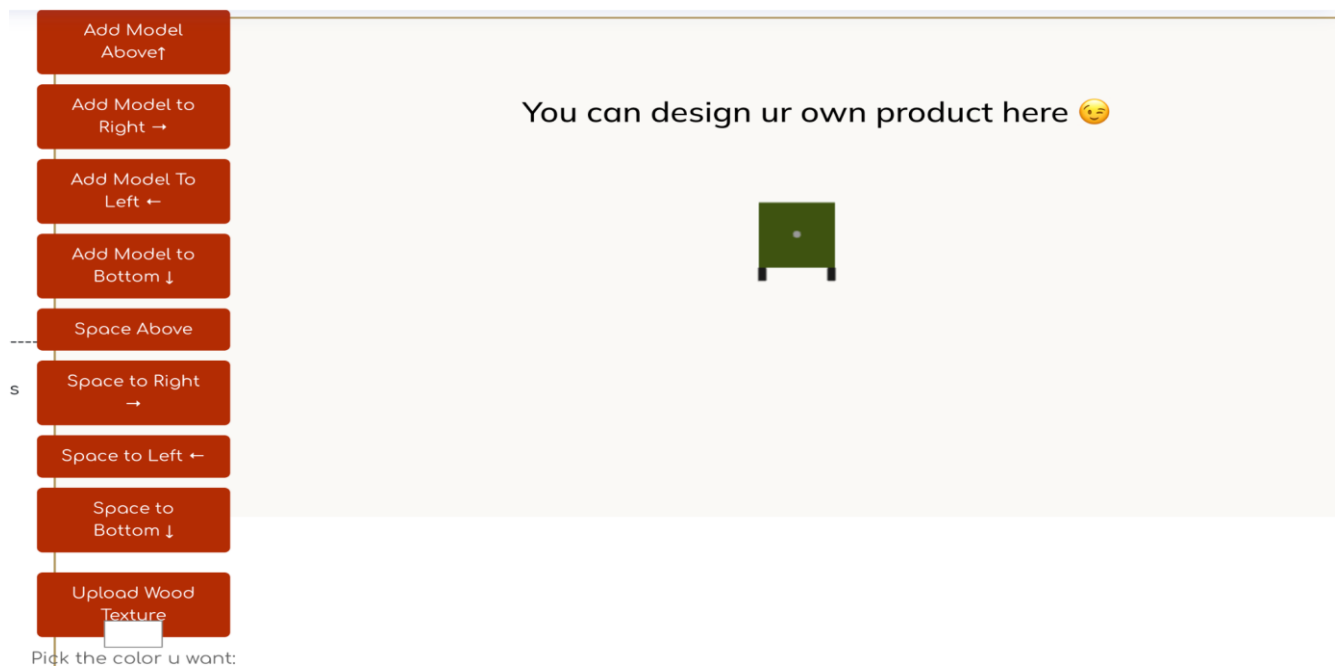 Add Model
Above↑
Add Model to
Right →
Add Model To
Left ←
Add Model to
Bottom ↓
Space Above
Space to Right
→
Space to Left ←
Space to
Bottom ↓
Upload Wood
Texture
Pick the color u want:
You can design ur own product here 😉
-----
s